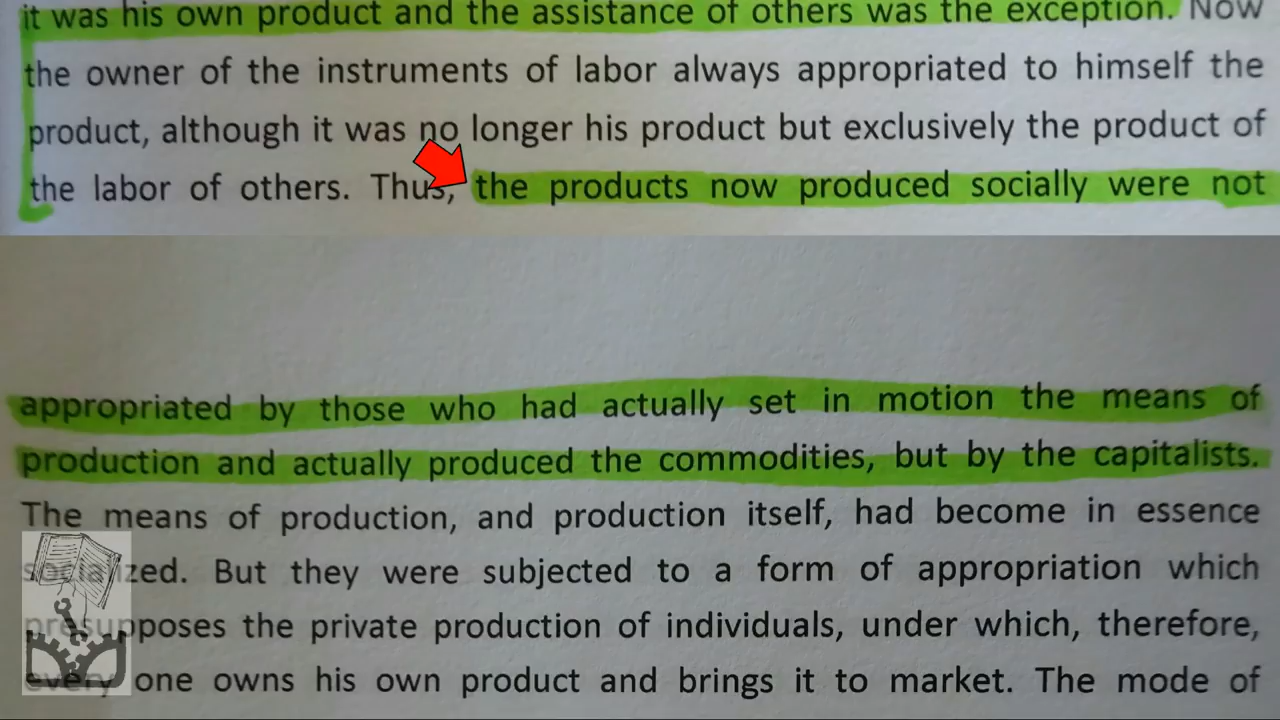 it was his own product and the assistance of others was the exception. Now
the owner of the instruments of labor always appropriated to himself the
product, although it was no longer his product but exclusively the product of
the labor of others. Thus, the products now produced socially were not
appropriated by those who had actually set in motion the means of
production and actually produced the commodities, but by the capitalists.
The means of production, and production itself, had become in essence
socialized. But they were subjected to a form of appropriation which
presupposes the private production of individuals, under which, therefore,
every one owns his own product and brings it to market. The mode of